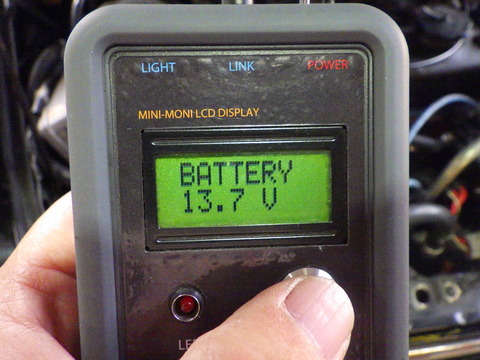 LIGHT LINK POWER
MINI-MONI LCD DISPLAY
BATTERY
13.7 V